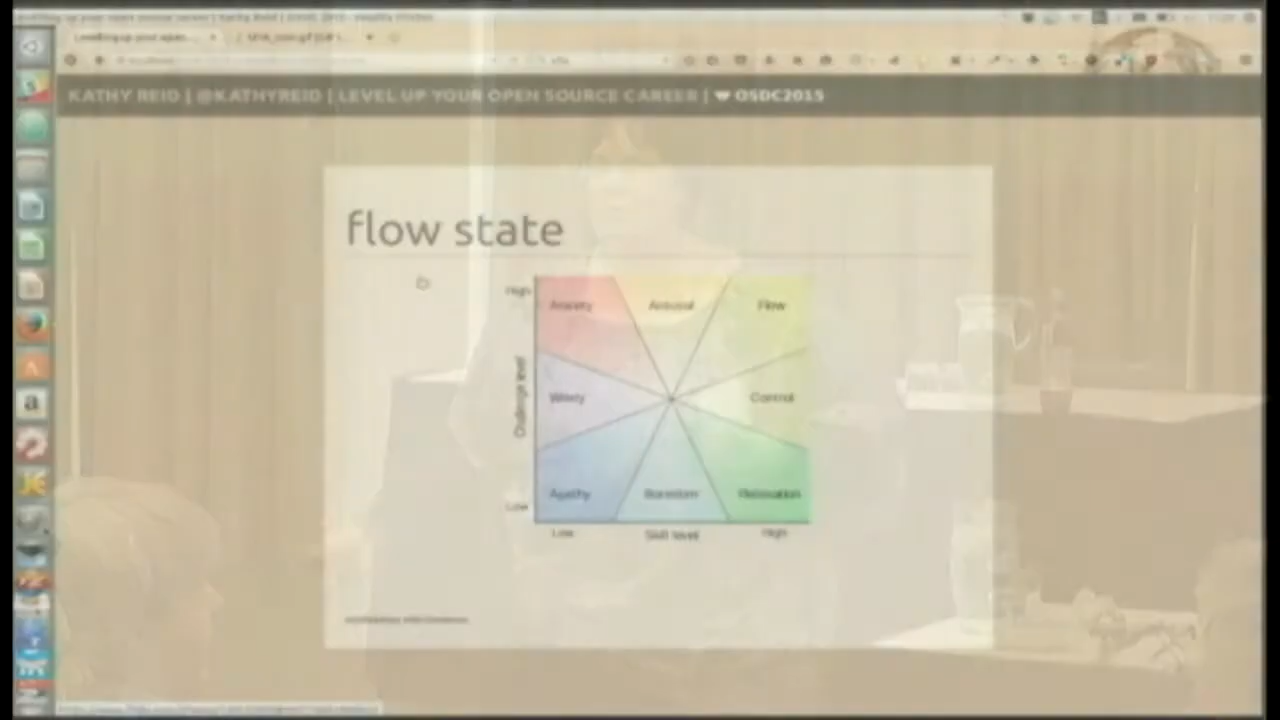 KATHY REID | @KATHYREID | LEVEL UP YOUR OPEN SOURCE CAREER | ❤ OSDC2015
flow state
High
Anxiety
Arousal
Flow
Challenge level
Worry
Control
Apathy
Boredom
Relaxation
Low
Low
Skill level
High